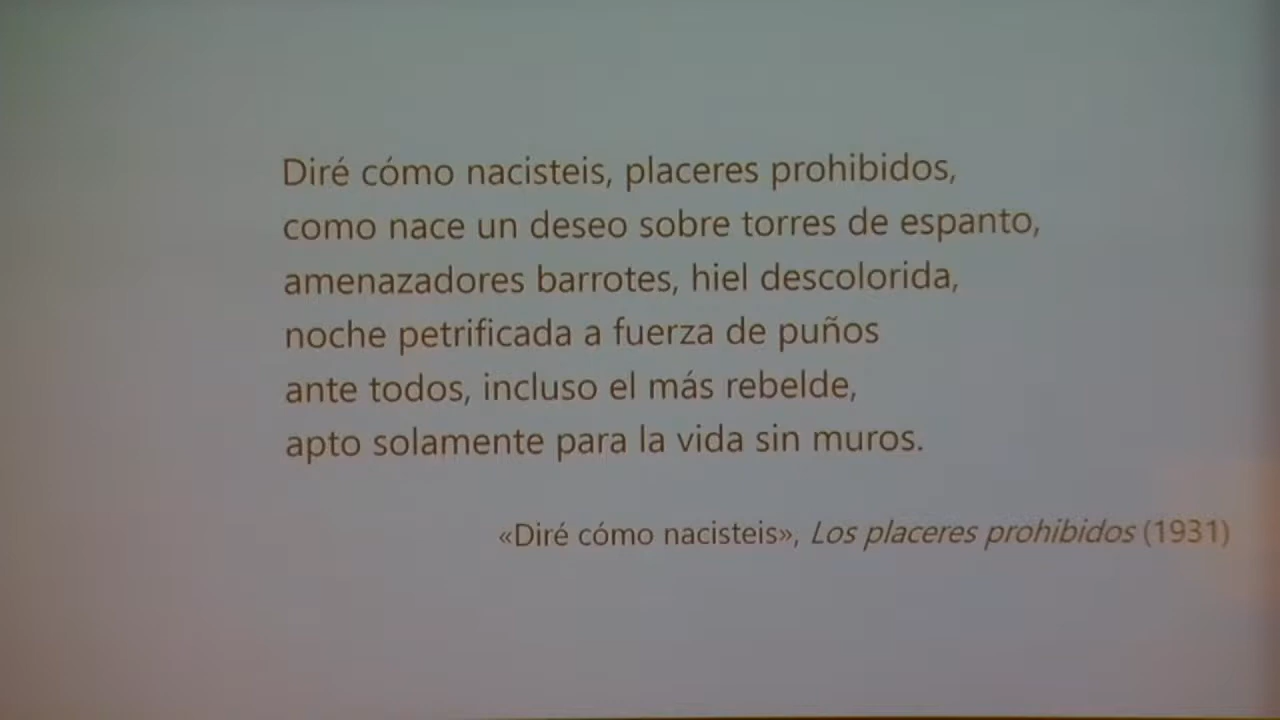 Diré cómo nacisteis, placeres prohibidos,
como nace un deseo sobre torres de espanto,
amenazadores barrotes, hiel descolorida,
noche petrificada a fuerza de puños
ante todos, incluso el más rebelde,
apto solamente para la vida sin muros.
«Diré cómo nacisteis», Los placeres prohibidos (1931)